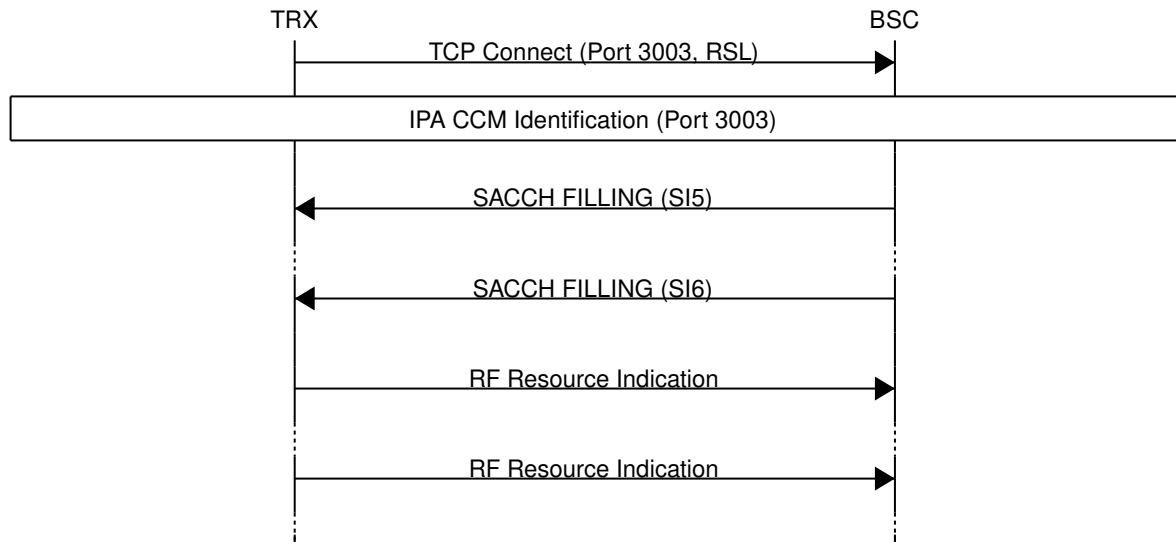 TRX BSC
TCP Connect (Port 3003, RSL)
IPA CCM Identification (Port 3003)
SACCH FILLING (SI5)
SACCH FILLING (SI6)
RF Resource Indication
RF Resource Indication